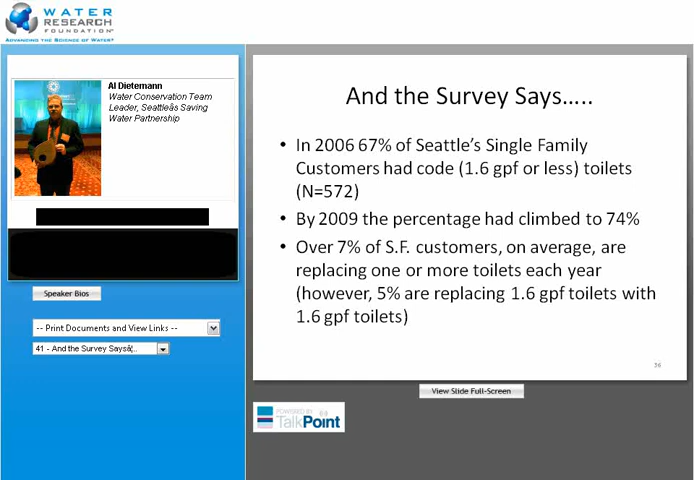 WATER
RESEARCH
FOUNDATION®
ADVANCING THE SCIENCE OF WATER®
Al Dietemann
Water Conservation Team
Leader, Seattleâs Saving
Water Partnership
Speaker Bios
-- Print Documents and View Links --
41 - And the Survey Saysâ¦..
And the Survey Says.....
• In 2006 67% of Seattle's Single Family
Customers had code (1.6 gpf or less) toilets
(N=572)
• By 2009 the percentage had climbed to 74%
• Over 7% of S.F. customers, on average, are
replacing one or more toilets each year
(however, 5% are replacing 1.6 gpf toilets with
1.6 gpf toilets)
56
View Slide Full-Screen
POWERED BY
TalkPoint